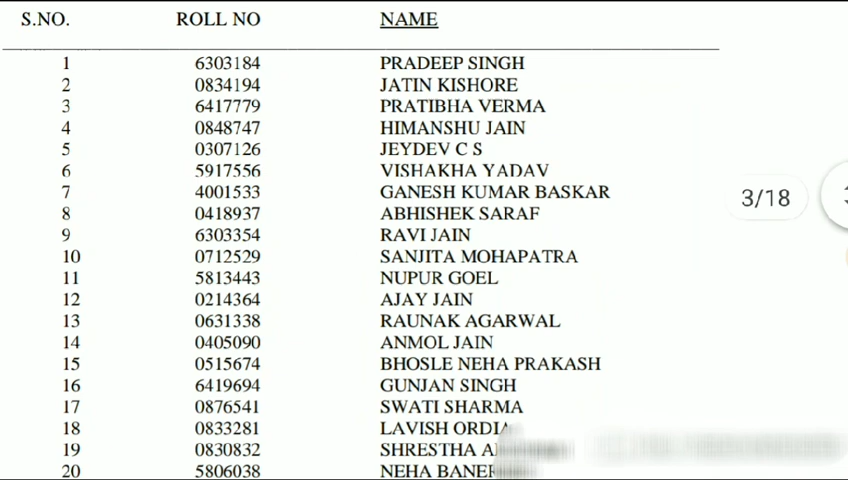 S.NO. ROLL NO NAME
1 6303184 PRADEEP SINGH
2 0834194 JATIN KISHORE
3 6417779 PRATIBHA VERMA
4 0848747 HIMANSHU JAIN
5 0307126 JEYDEV C S
6 5917556 VISHAKHA YADAV
7 4001533 GANESH KUMAR BASKAR
3/18
8 0418937 ABHISHEK SARAF
9 6303354 RAVI JAIN
10 0712529 SANJITA MOHAPATRA
11 5813443 NUPUR GOEL
12 0214364 AJAY JAIN
13 0631338 RAUNAK AGARWAL
14 0405090 ANMOL JAIN
15 0515674 BHOSLE NEHA PRAKASH
16 6419694 GUNJAN SINGH
17 0876541 SWATI SHARMA
18 0833281 LAVISH
19 0830832 SHRESTHA
20 5806038 NEHA